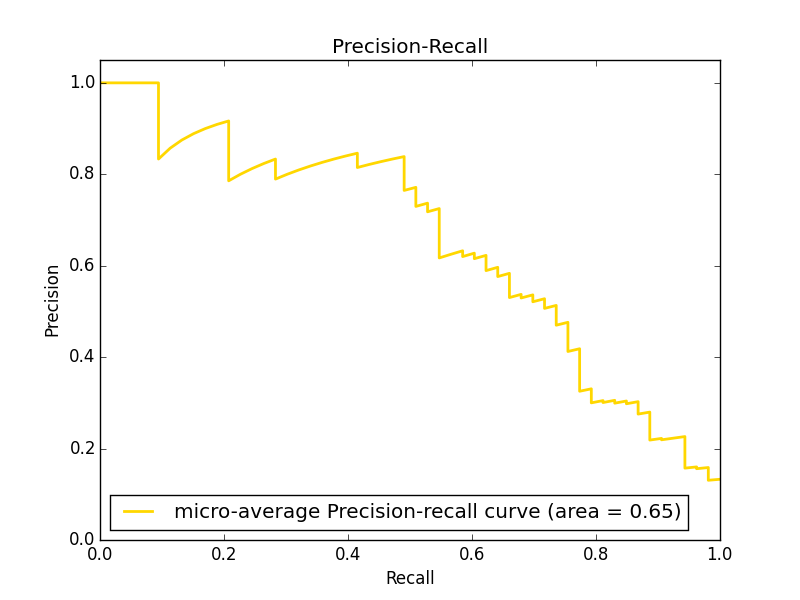 Precision-Recall
1.0
0.8
0.6
0.4
0.2
0.0
Precision
micro-average Precision-recall curve (area = 0.65)
0.0 0.2 0.4 0.6 0.8 1.0
Recall